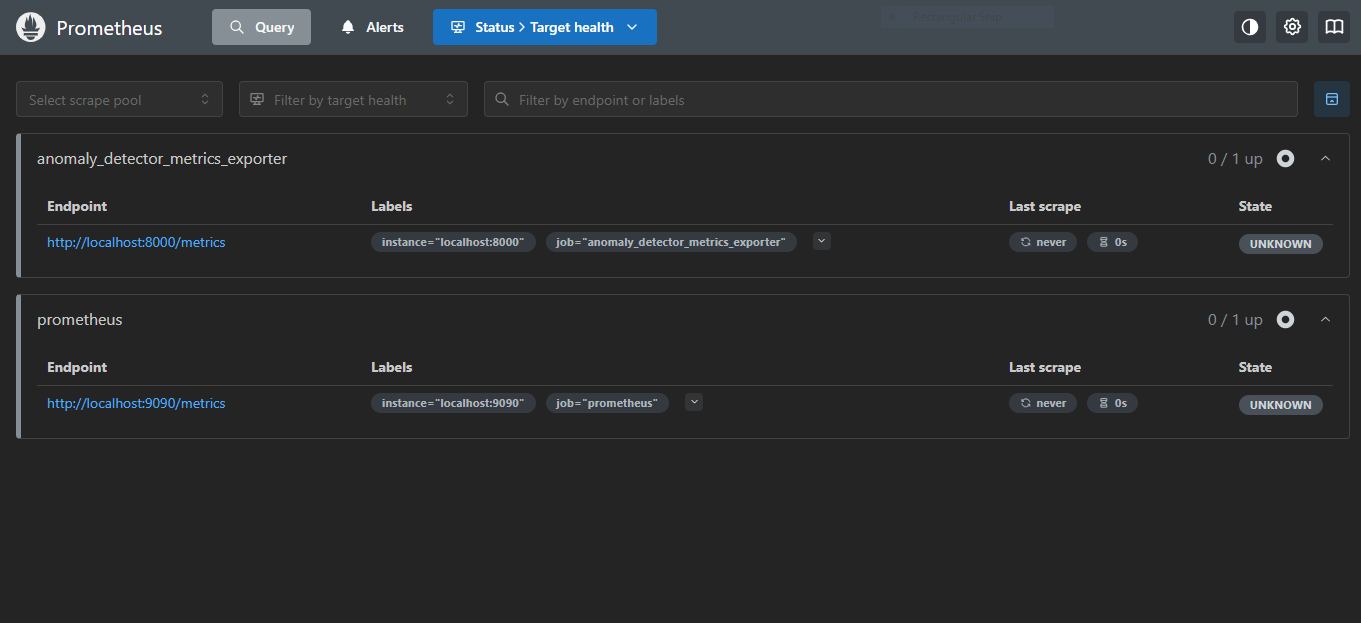 Prometheus Query Alerts Status > Target health Rectangular Snip
Select scrape pool Filter by target health Filter by endpoint or labels
anomaly_detector_metrics_exporter 0 / 1 up
Endpoint Labels Last scrape State
http://localhost:8000/metrics instance="localhost:8000" job="anomaly_detector_metrics_exporter" never 0s UNKNOWN
prometheus 0 / 1 up
Endpoint Labels Last scrape State
http://localhost:9090/metrics instance="localhost:9090" job="prometheus" never 0s UNKNOWN